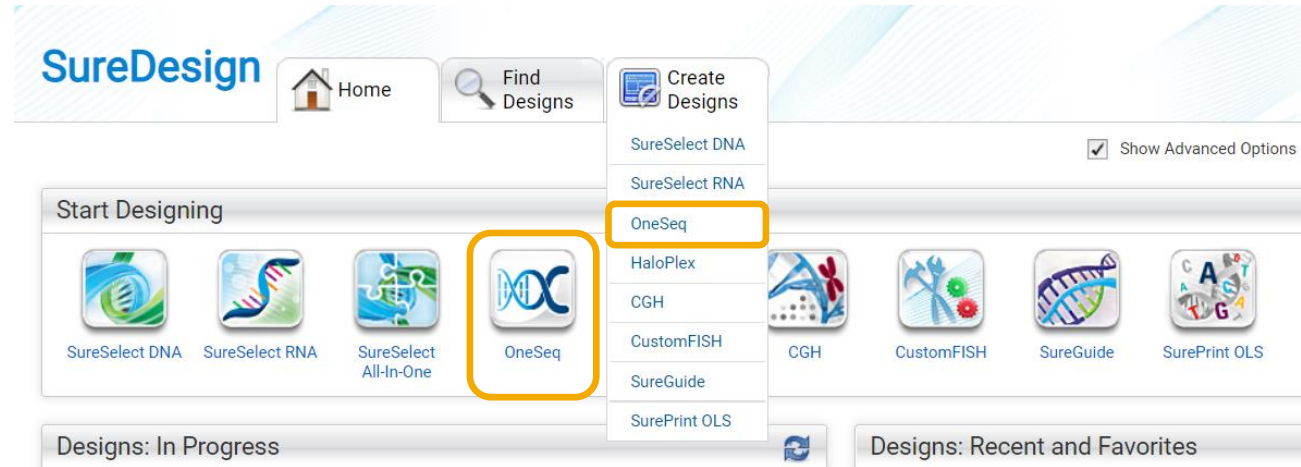 SureDesign
Home
Find
Designs
Create
Designs
SureSelect DNA
SureSelect RNA
OneSeq
HaloPlex
CGH
CustomFISH
SureGuide
SurePrint OLS
Show Advanced Options
Start Designing
SureSelect DNA
SureSelect RNA
SureSelect
All-In-One
OneSeq
CGH
CustomFISH
SureGuide
SurePrint OLS
Designs: In Progress
Designs: Recent and Favorites